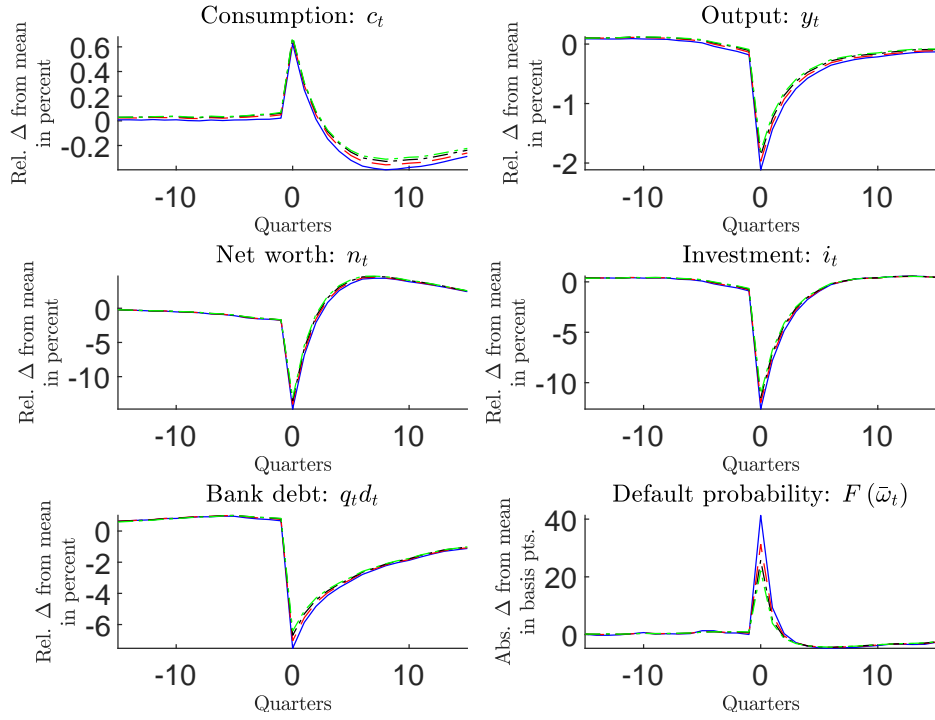 Consumption: c_t
Rel. Δ from mean
in percent
0.6
0.4
0.2
0
-0.2
-10
0
10
Quarters
Output: y_t
Rel. Δ from mean
in percent
0
-1
-2
-10
0
10
Quarters
Net worth: n_t
Rel. Δ from mean
in percent
0
-5
-10
-10
0
10
Quarters
Investment: i_t
Rel. Δ from mean
in percent
0
-5
-10
-10
0
10
Quarters
Bank debt: q_t d_t
Rel. Δ from mean
in percent
0
-2
-4
-6
-10
0
10
Quarters
Default probability: F (ω̄_t)
Abs. Δ from mean
in basis pts.
40
20
0
-10
0
10
Quarters